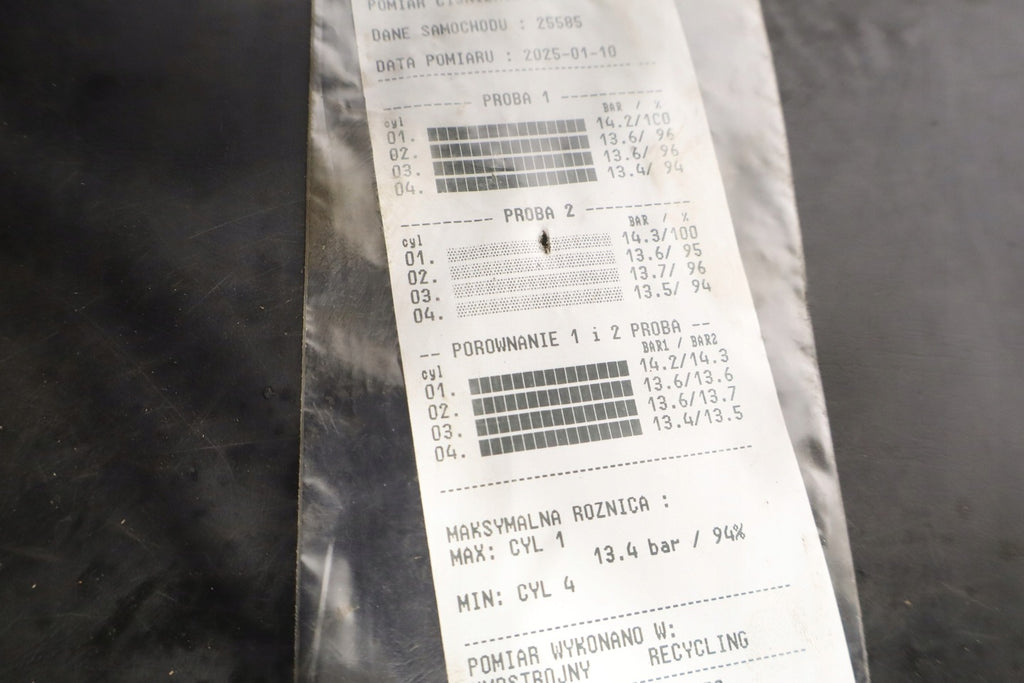 POMIAR
DANE SAMOCHODU : 25585
DATA POMIARU : 2025-01-10
PROBA 1
cyl BAR / %
01. 14.2/100
02. 13.6/ 96
03. 13.6/ 96
04. 13.4/ 94
PROBA 2
cyl BAR / %
01. 14.3/100
02. 13.6/ 95
03. 13.7/ 96
04. 13.5/ 94
-- POROWNANIE 1 i 2 PROBA --
cyl BAR1 / BAR2
01. 14.2/14.3
02. 13.6/13.6
03. 13.6/13.7
04. 13.4/13.5
MAKSYMALNA ROZNICA :
MAX: CYL 1
13.4 bar / 94%
MIN: CYL 4
POMIAR WYKONANO W:
RECYCLING